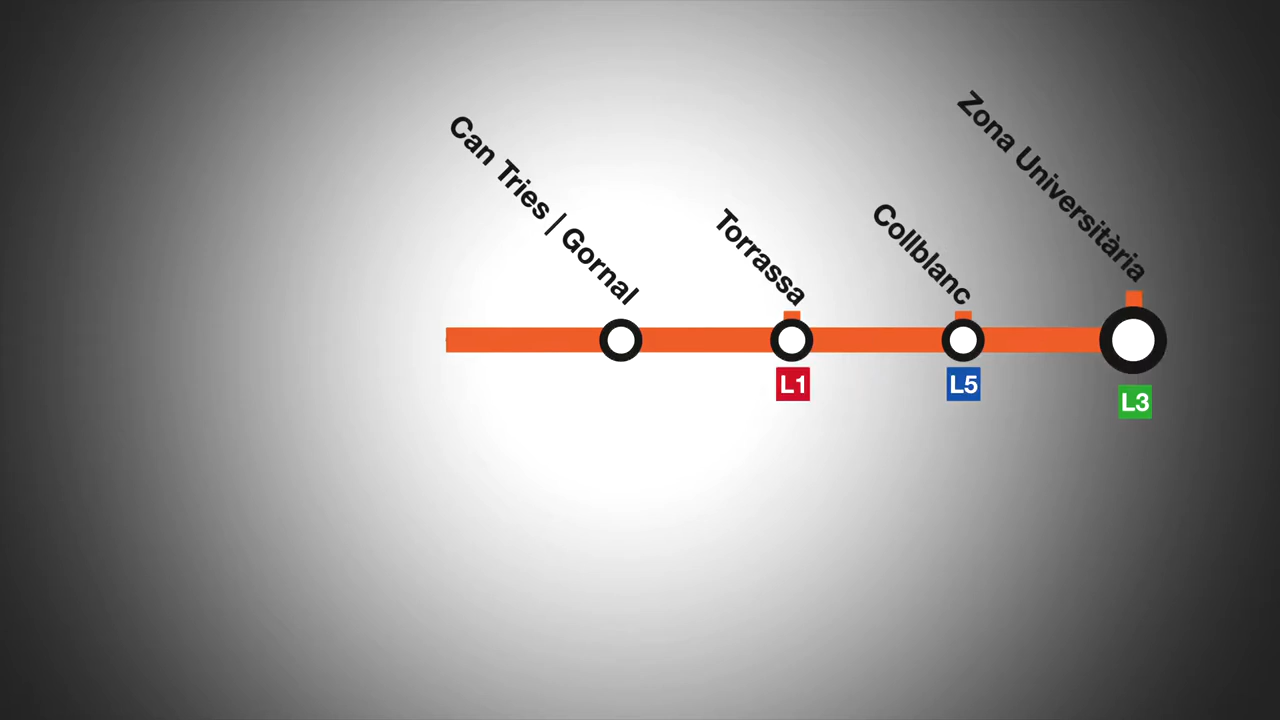 Can Tries | Gornal
Torrassa
Collblanc
Zona Universitària
L1
L5
L3